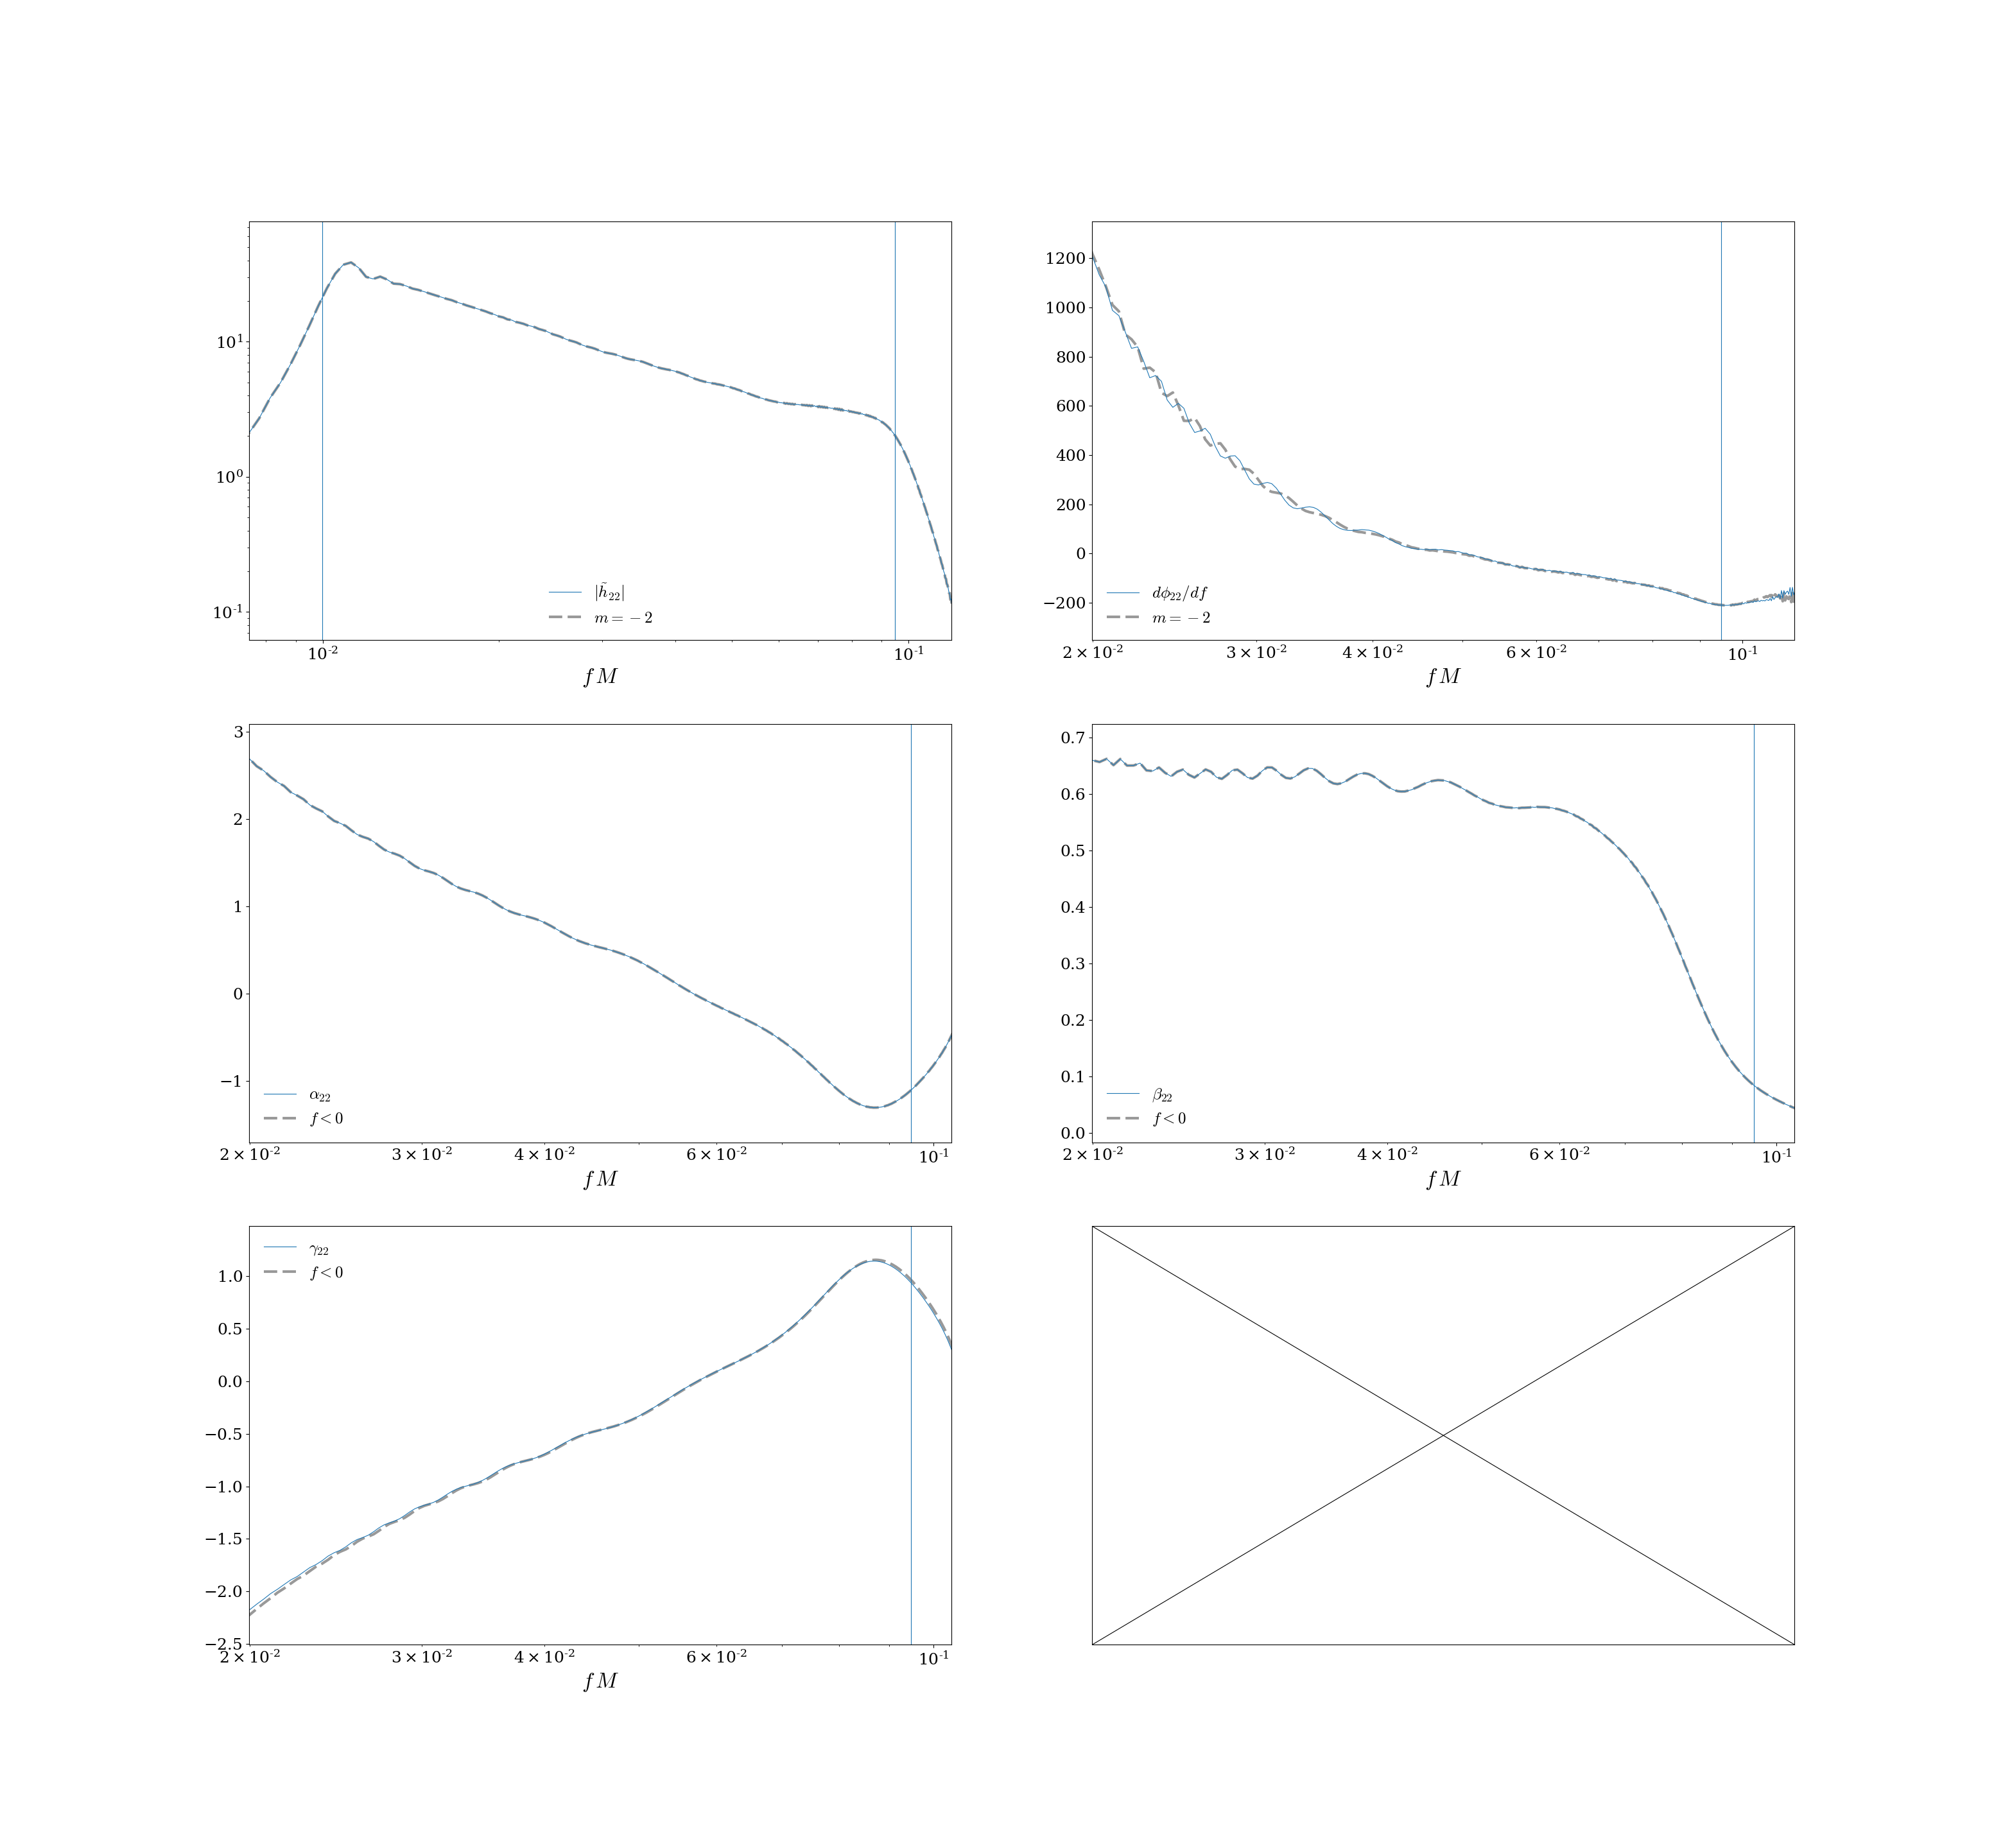 10¹
10⁰
10⁻¹
|h̃₂₂|
m = −2
10⁻² 10⁻¹
fM
1200
1000
800
600
400
200
0
−200
dϕ₂₂/df
m = −2
2 × 10⁻² 3 × 10⁻² 4 × 10⁻² 6 × 10⁻² 10⁻¹
fM
3
2
1
0
−1
α₂₂
f < 0
2 × 10⁻² 3 × 10⁻² 4 × 10⁻² 6 × 10⁻² 10⁻¹
fM
0.7
0.6
0.5
0.4
0.3
0.2
0.1
0.0
β₂₂
f < 0
2 × 10⁻² 3 × 10⁻² 4 × 10⁻² 6 × 10⁻² 10⁻¹
fM
γ₂₂
f < 0
1.0
0.5
0.0
−0.5
−1.0
−1.5
−2.0
−2.5
2 × 10⁻² 3 × 10⁻² 4 × 10⁻² 6 × 10⁻² 10⁻¹
fM